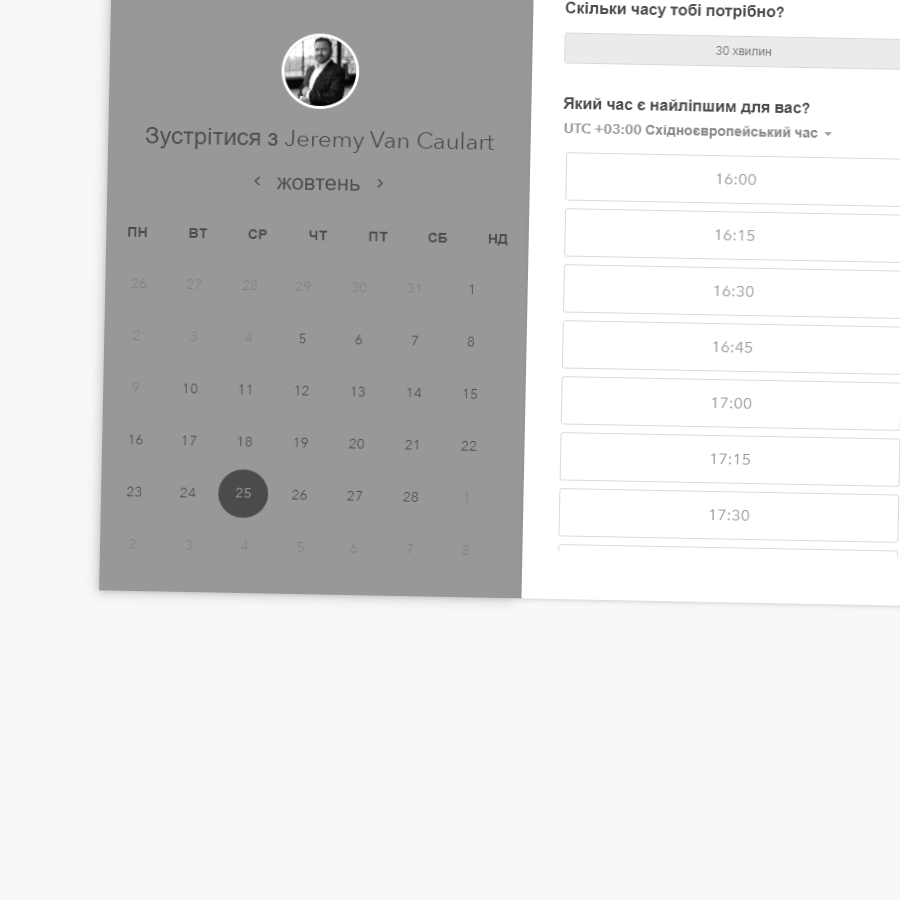 Зустрітися з Jeremy Van Caulart
жовтень
ПН ВТ СР ЧТ ПТ СБ НД
26 27 28 29 30 31 1
2 3 4 5 6 7 8
9 10 11 12 13 14 15
16 17 18 19 20 21 22
23 24 25 26 27 28 1
2 3 4 5 6 7 8
Скільки часу тобі потрібно?
30 хвилин
Який час є найліпшим для вас?
UTC +03:00 Східноєвропейський час
16:00
16:15
16:30
16:45
17:00
17:15
17:30